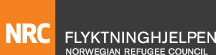 NRC
FLYKTNINGHJELPEN
NORWEGIAN REFUGEE COUNCIL